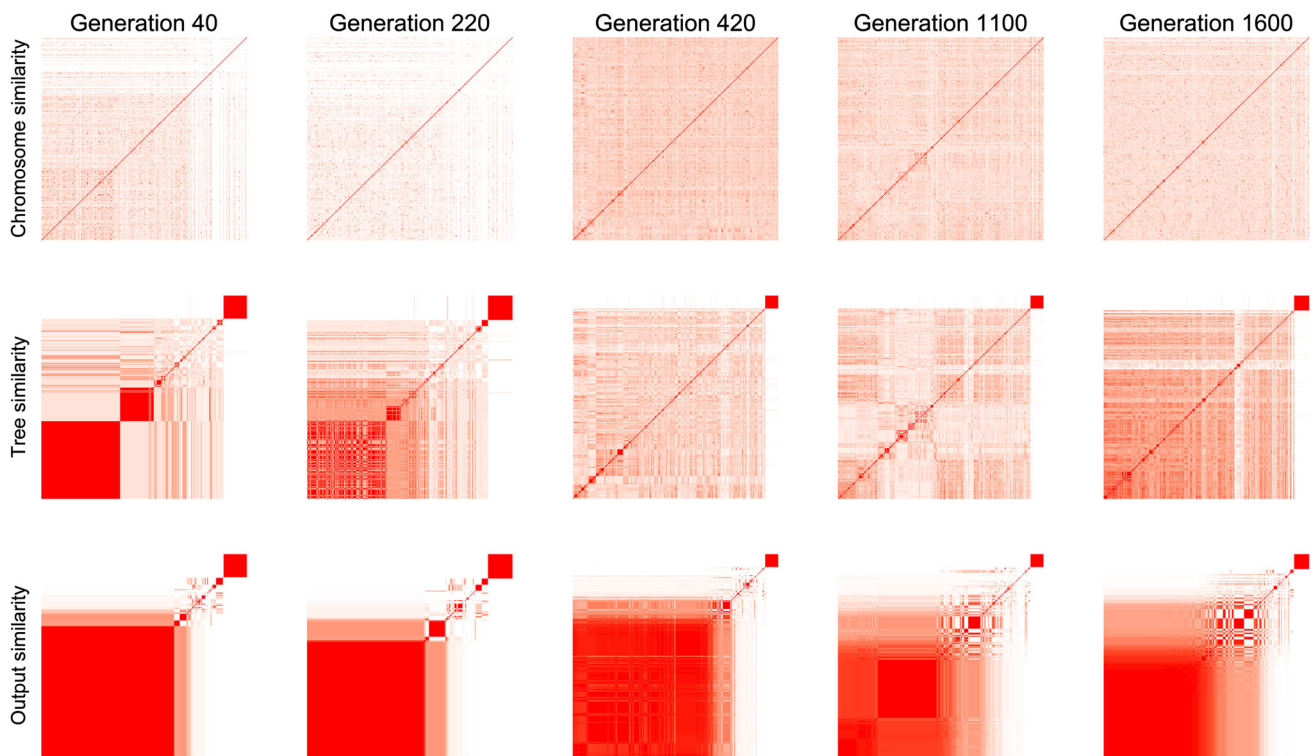 Generation 40
Generation 220
Generation 420
Generation 1100
Generation 1600
Chromosome similarity
Tree similarity
Output similarity